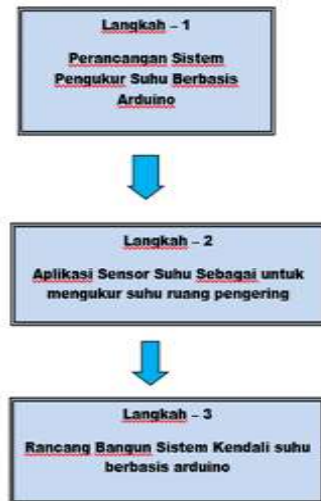 Langkah – 1
Perancangan Sistem
Pengukur Suhu Berbasis
Arduino
Langkah – 2
Aplikasi Sensor Suhu Sebagai untuk
mengukur suhu ruang pengering
Langkah – 3
Rancang Bangun Sistem Kendali suhu
berbasis arduino